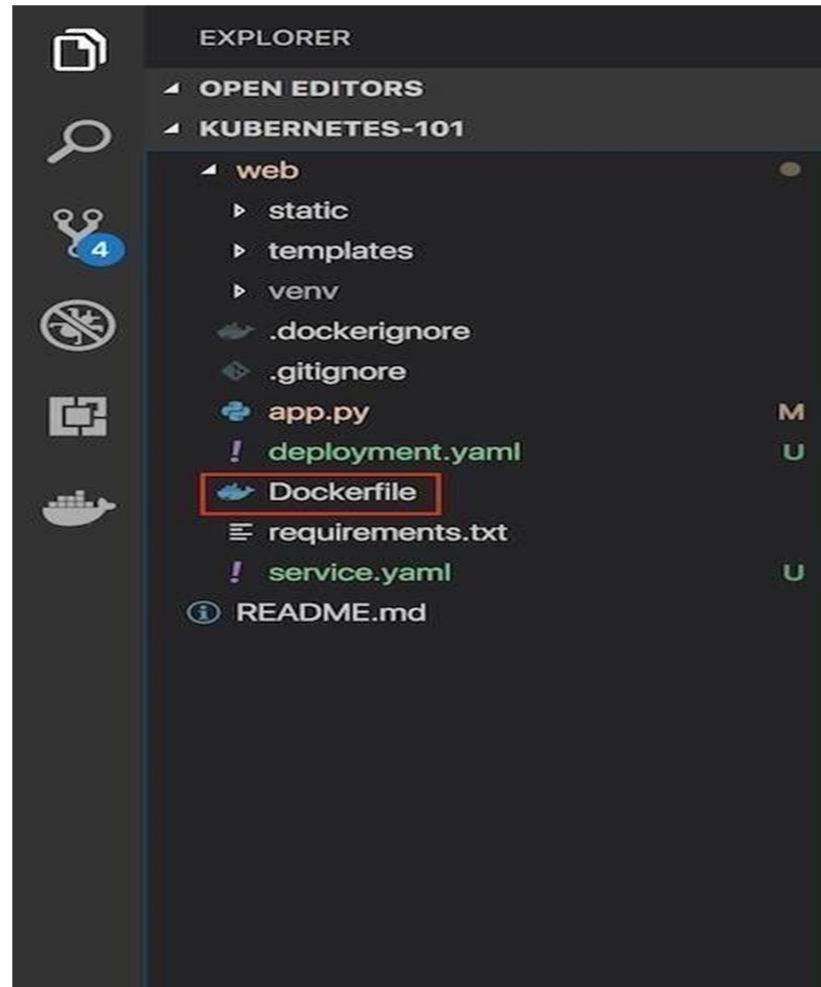 EXPLORER
OPEN EDITORS
KUBERNETES-101
web
static
templates
4
venv
.dockerignore
.gitignore
app.py M
deployment.yaml U
Dockerfile
requirements.txt
service.yaml U
README.md